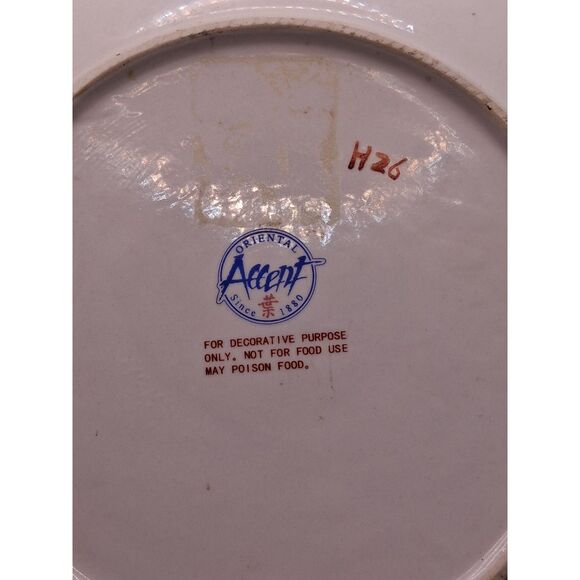 H26
ORIENTAL
Accent
葉
Since 1880
FOR DECORATIVE PURPOSE
ONLY. NOT FOR FOOD USE
MAY POISON FOOD.